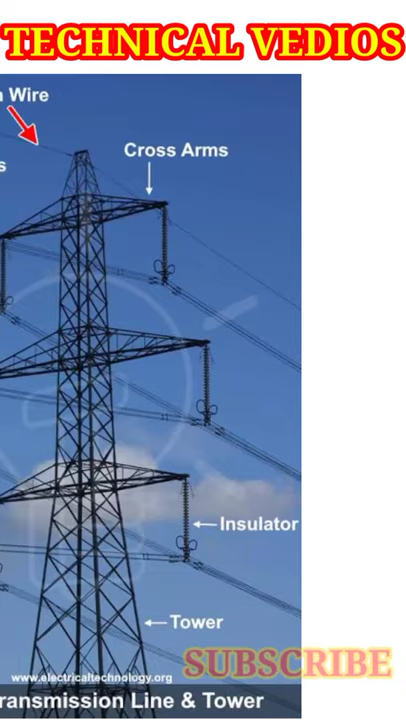 TECHNICAL VEDIOS
n Wire
Cross Arms
s
Insulator
Tower
www.electricaltechnology.org
SUBSCRIBE
ransmission Line & Tower